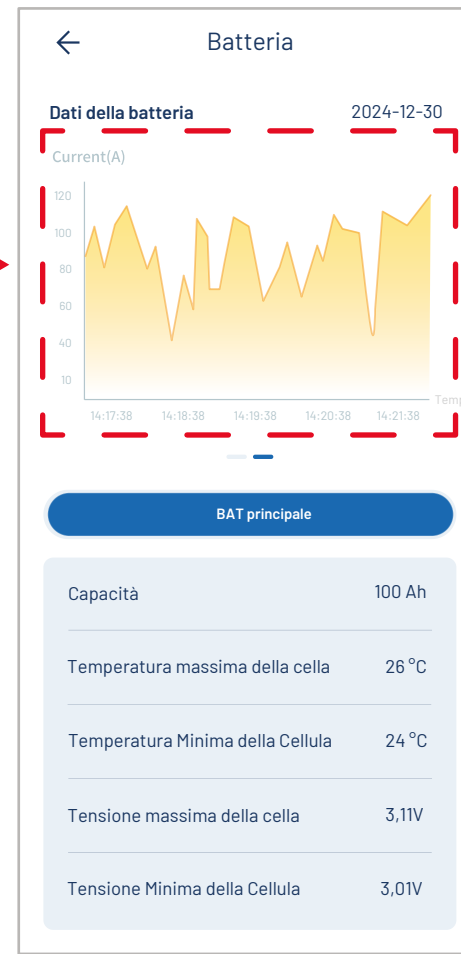 Batteria
Dati della batteria 2024-12-30
Current(A)
120
100
80
60
40
10
Temp
14:17:38 14:18:38 14:19:38 14:20:38 14:21:38
BAT principale
Capacità 100 Ah
Temperatura massima della cella 26 °C
Temperatura Minima della Cellula 24 °C
Tensione massima della cella 3,11V
Tensione Minima della Cellula 3,01V